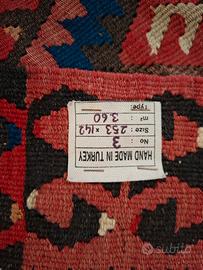 HAND MADE IN TURKEY
No : 3
Size : 253 x 142
m² : 3.60
Type:
subito